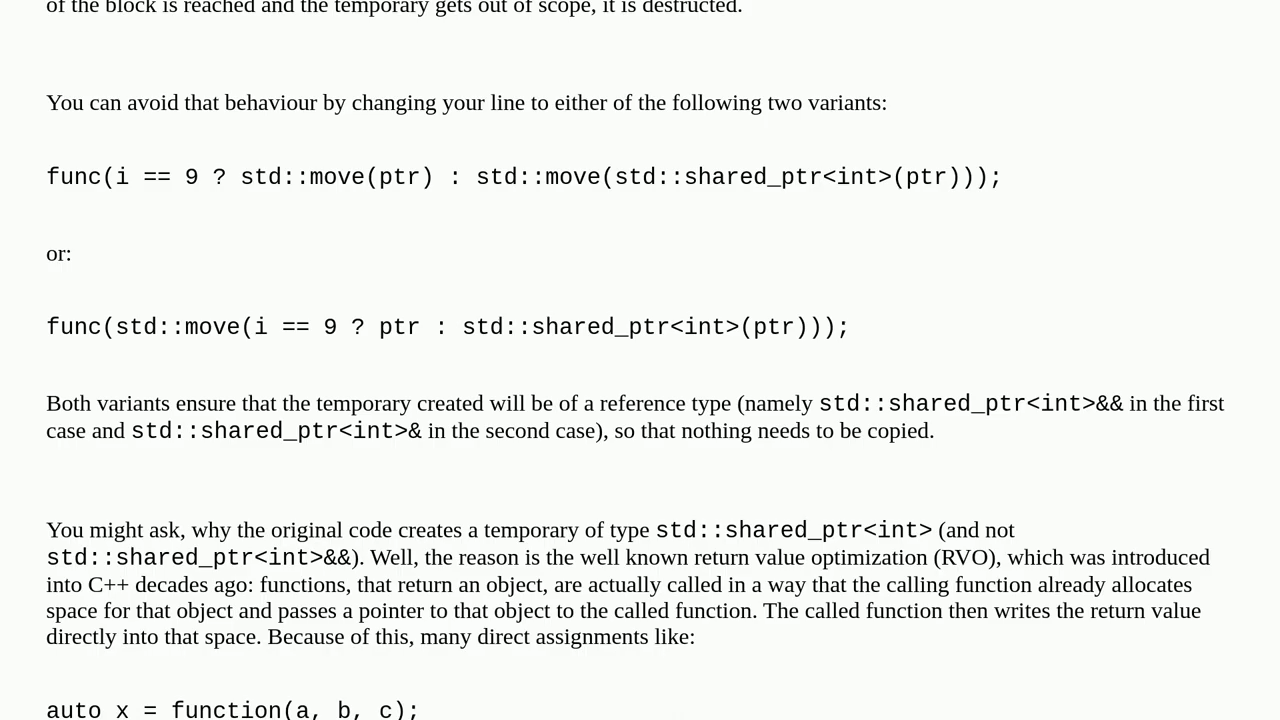 of the block is reached and the temporary gets out of scope, it is destructed.
You can avoid that behaviour by changing your line to either of the following two variants:
func(i == 9 ? std::move(ptr) : std::move(std::shared_ptr<int>(ptr)));
or:
func(std::move(i == 9 ? ptr : std::shared_ptr<int>(ptr)));
Both variants ensure that the temporary created will be of a reference type (namely std::shared_ptr<int>&& in the first
case and std::shared_ptr<int>& in the second case), so that nothing needs to be copied.
You might ask, why the original code creates a temporary of type std::shared_ptr<int> (and not
std::shared_ptr<int>&&). Well, the reason is the well known return value optimization (RVO), which was introduced
into C++ decades ago: functions, that return an object, are actually called in a way that the calling function already allocates
space for that object and passes a pointer to that object to the called function. The called function then writes the return value
directly into that space. Because of this, many direct assignments like:
auto x = function(a, b, c);